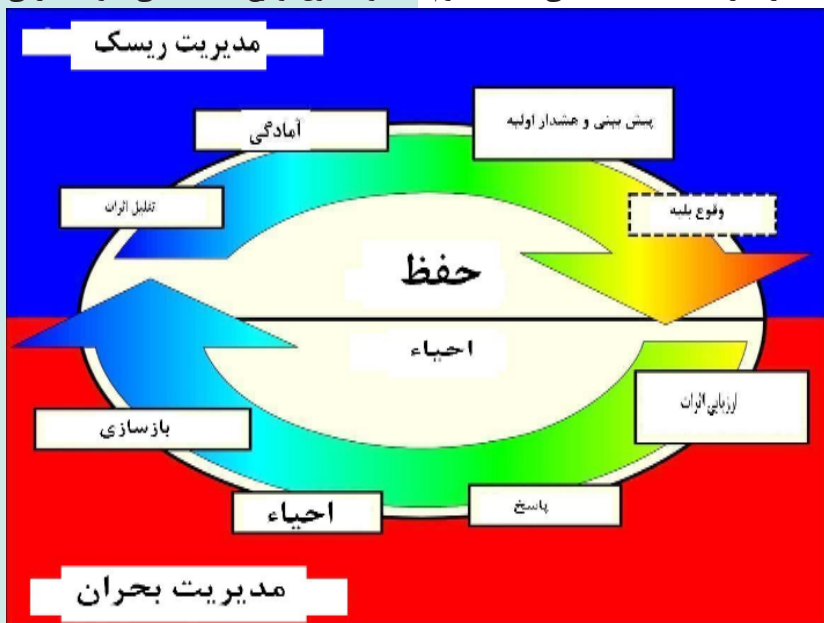 مدیریت ریسک
آمادگی
پیش بینی و هشدار اولیه
تقلیل اثرات
وقوع بلیه
حفظ
احیاء
ارزیابی اثرات
بازسازی
پاسخ
احیاء
مدیریت بحران